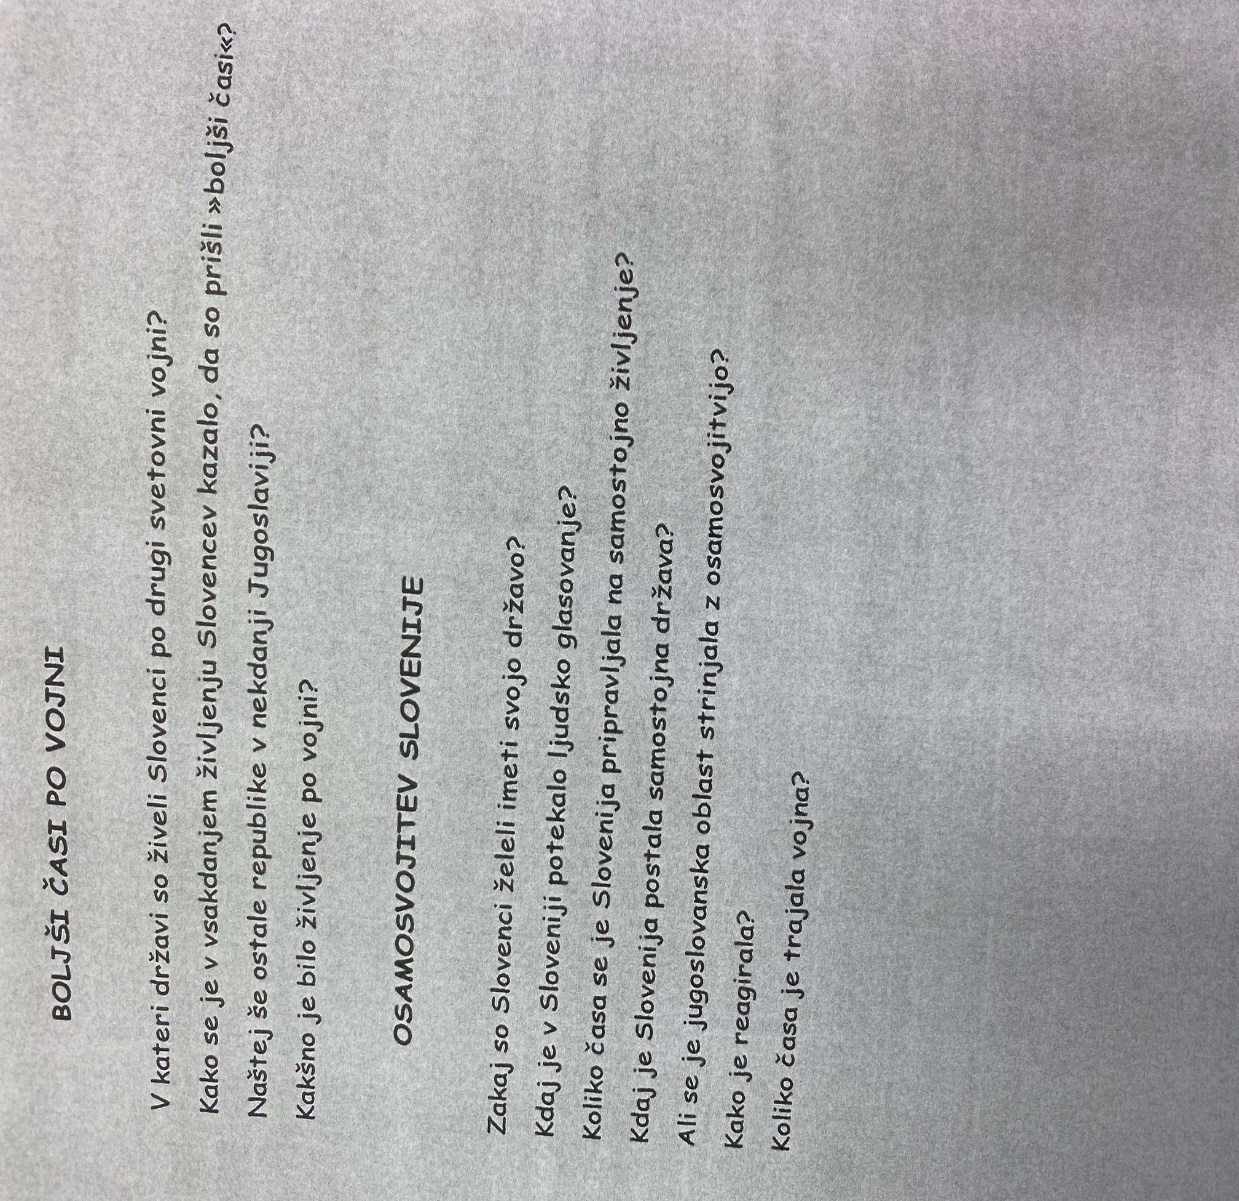 BOLJŠI ČASI PO VOJNI
V kateri državi so živeli Slovenci po drugi svetovni vojni?
Kako se je v vsakdanjem življenju Slovencev kazalo, da so prišli »boljši časi«?
Naštej še ostale republike v nekdanji Jugoslaviji?
Kakšno je bilo življenje po vojni?
OSAMOSVOJITEV SLOVENIJE
Zakaj so Slovenci želeli imeti svojo državo?
Kdaj je v Sloveniji potekalo ljudsko glasovanje?
Koliko časa se je Slovenija pripravljala na samostojno življenje?
Kdaj je Slovenija postala samostojna država?
Ali se je jugoslovanska oblast strinjala z osamosvojitvijo?
Kako je reagirala?
Koliko časa je trajala vojna?